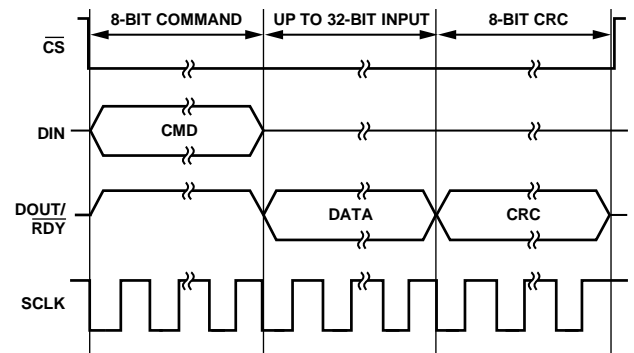 8-BIT COMMAND UP TO 32-BIT INPUT 8-BIT CRC
CS
DIN CMD
DOUT/
RDY DATA CRC
SCLK